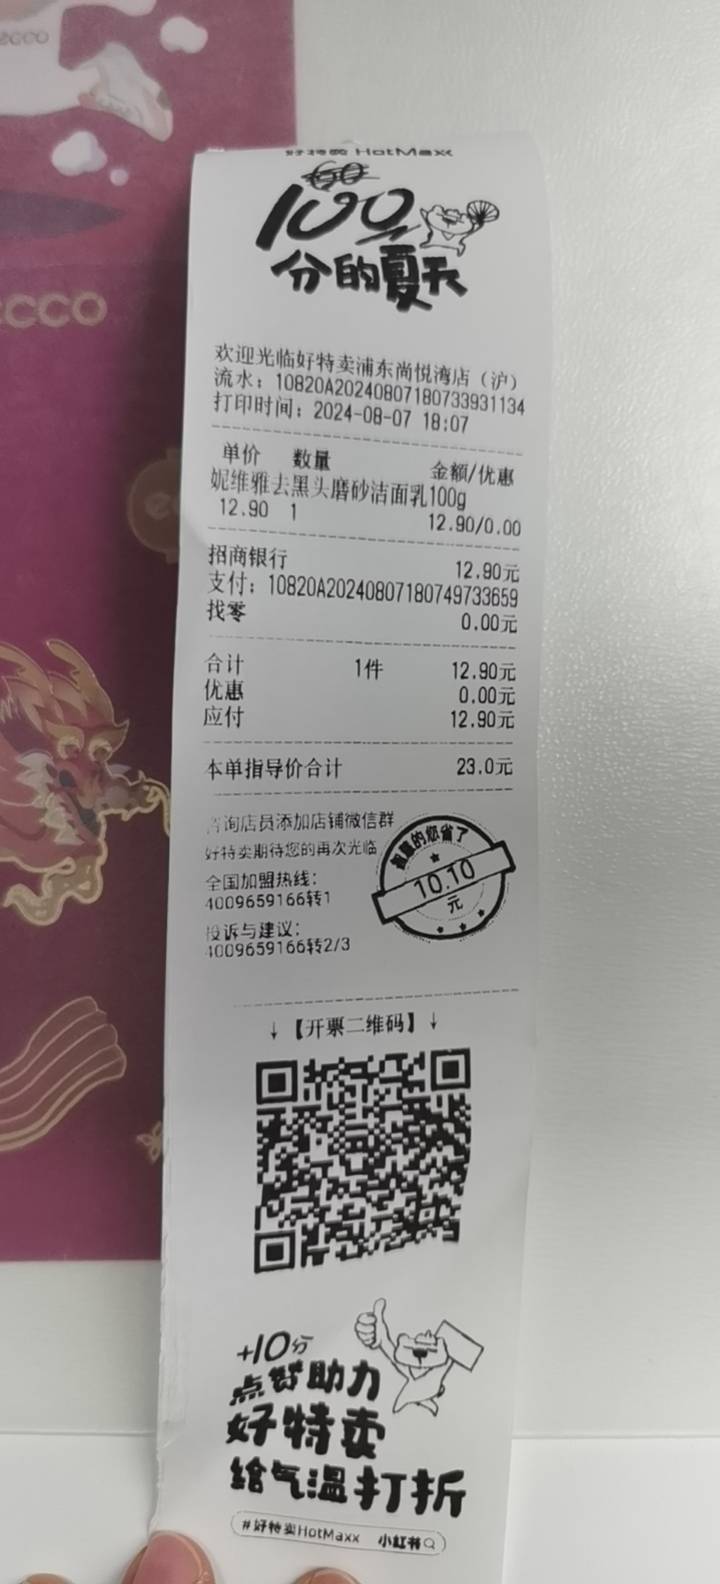 ecco
ecco
好特卖 HotMaxx
60
100
分的夏天
欢迎光临好特卖浦东尚悦湾店（沪）
流水：10820A20240807180733931134
打印时间：2024-08-07 18:07
单价 数量 金额/优惠
妮维雅去黑头磨砂洁面乳100g
12.90 1 12.90/0.00
招商银行 12.90元
支付：10820A20240807180749733659
找零 0.00元
合计 1件 12.90元
优惠 0.00元
应付 12.90元
本单指导价合计 23.0元
咨询店员添加店铺微信群
好特卖期待您的再次光临
全国加盟热线：
4009659166转1
投诉与建议：
4009659166转2/3
超赞的您省了
10.10
元
↓【开票二维码】↓
+10分
点赞助力
好特卖
给气温打折
#好特卖HotMaxx 小红书